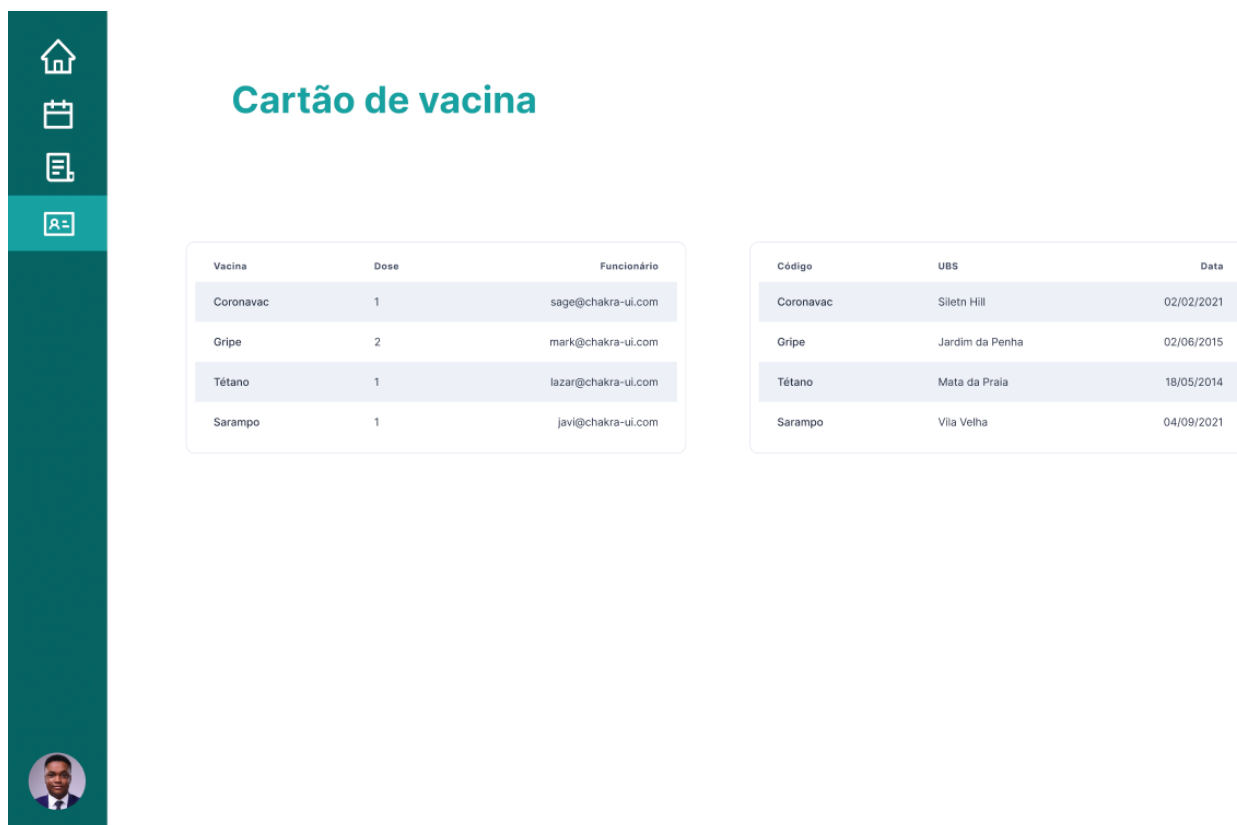 Cartão de vacina
Vacina Dose Funcionário
Coronavac 1 sage@chakra-ui.com
Gripe 2 mark@chakra-ui.com
Tétano 1 lazar@chakra-ui.com
Sarampo 1 javi@chakra-ui.com
Código UBS Data
Coronavac Siletn Hill 02/02/2021
Gripe Jardim da Penha 02/06/2015
Tétano Mata da Praia 18/05/2014
Sarampo Vila Velha 04/09/2021